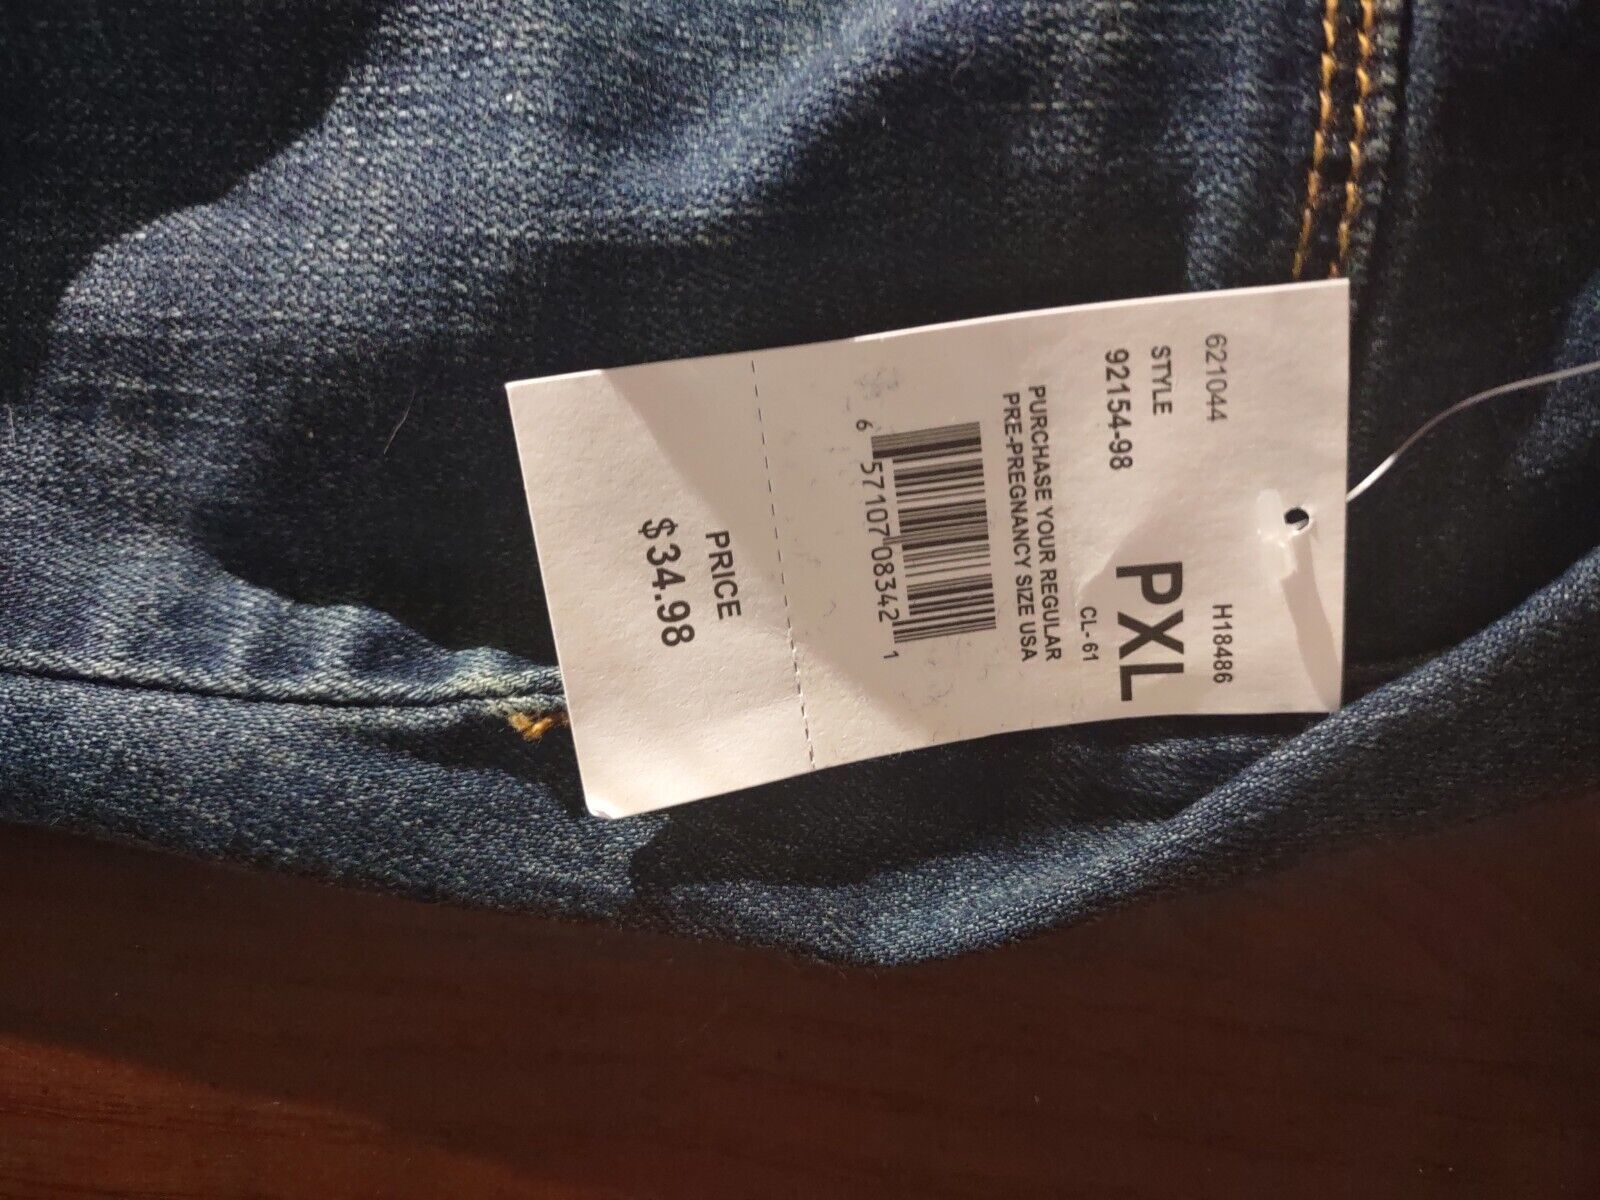 621044 H18486
STYLE
92154-98 PXL
CL- 61
PURCHASE YOUR REGULAR
PRE-PREGNANCY SIZE USA
6 57107 08342 1
PRICE
$34.98